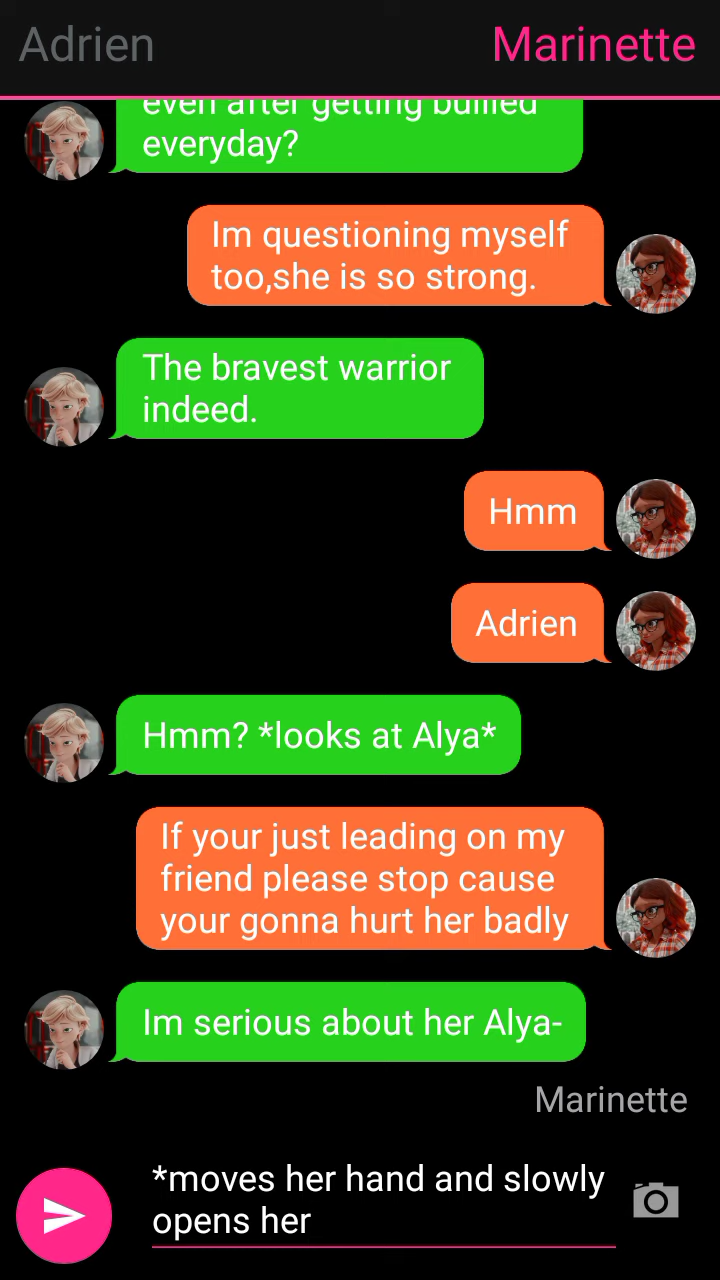 Adrien
Marinette
even after getting bullied
everyday?
Im questioning myself
too,she is so strong.
The bravest warrior
indeed.
Hmm
Adrien
Hmm? *looks at Alya*
If your just leading on my
friend please stop cause
your gonna hurt her badly
Im serious about her Alya-
Marinette
*moves her hand and slowly
opens her